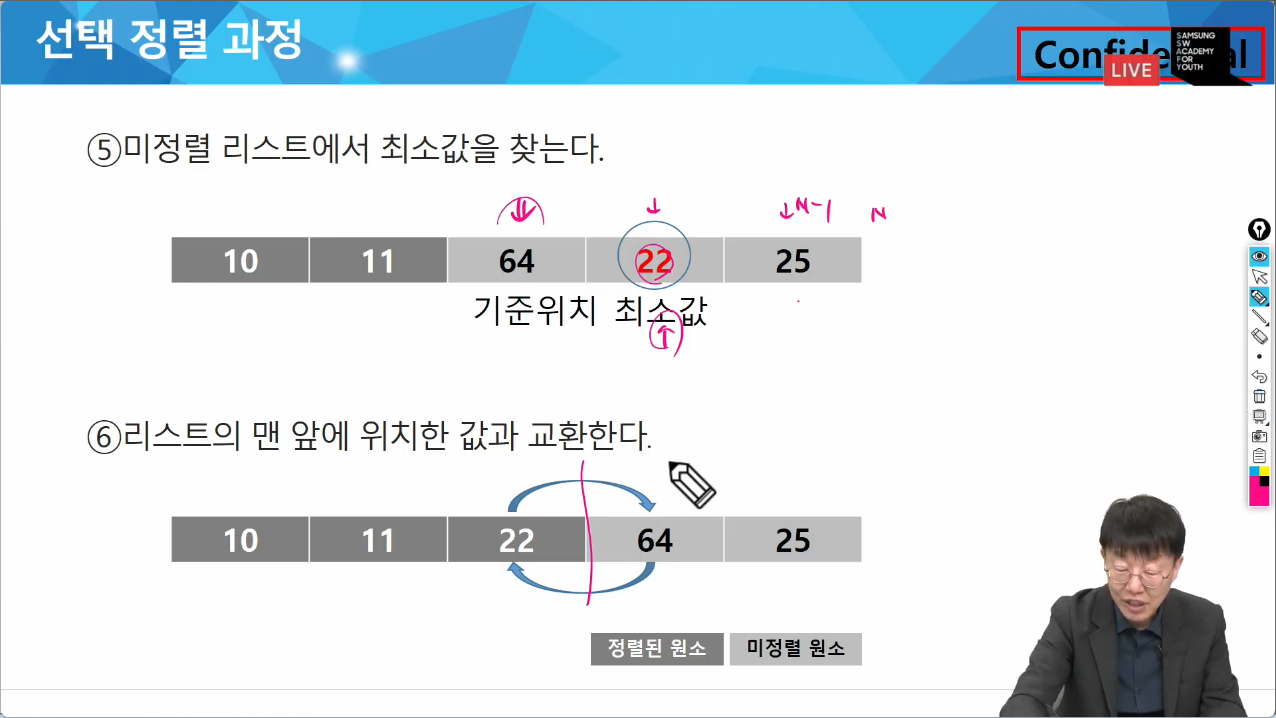 선택 정렬 과정
Confide
al
SAMSUNG
SW
ACADEMY
FOR
YOUTH
LIVE
⑤미정렬 리스트에서 최소값을 찾는다.
N-1 N
10 11 64 22 25
기준위치 최소값
⑥리스트의 맨 앞에 위치한 값과 교환한다.
10 11 22 64 25
정렬된 원소 미정렬 원소